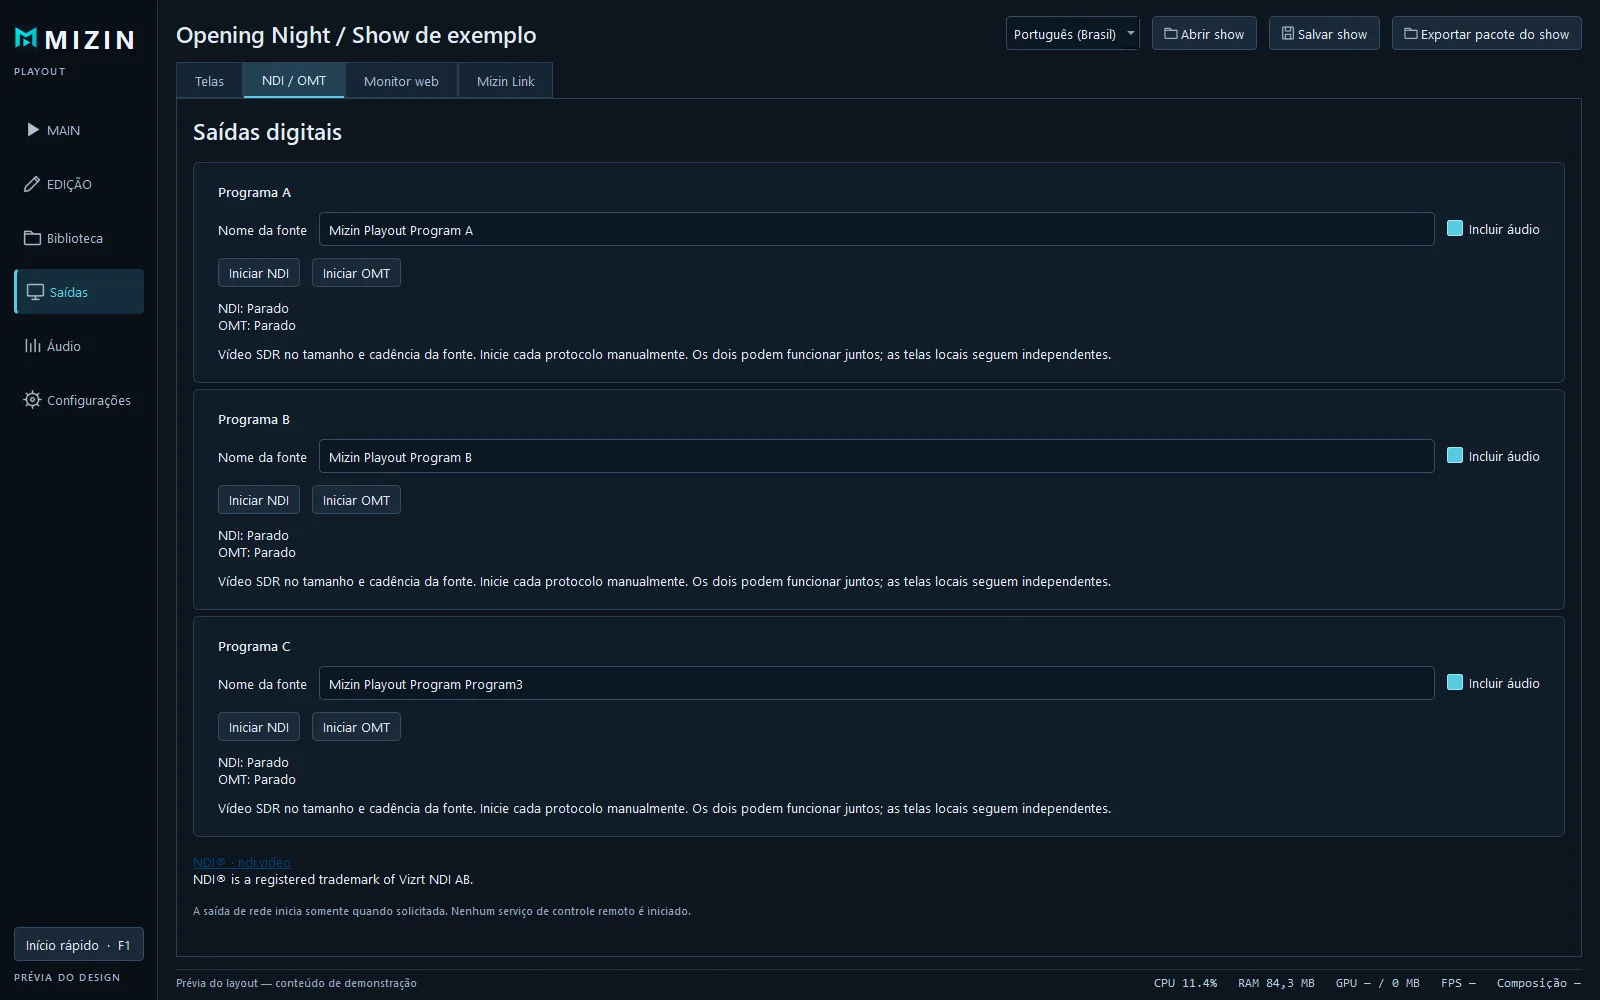 MIZIN
PLAYOUT
MAIN
EDIÇÃO
Biblioteca
Saídas
Áudio
Configurações
Início rápido · F1
PRÉVIA DO DESIGN
Opening Night / Show de exemplo
Português (Brasil)
Abrir show
Salvar show
Exportar pacote do show
Telas
NDI / OMT
Monitor web
Mizin Link
Saídas digitais
Programa A
Nome da fonte
Mizin Playout Program A
Incluir áudio
Iniciar NDI
Iniciar OMT
NDI: Parado
OMT: Parado
Vídeo SDR no tamanho e cadência da fonte. Inicie cada protocolo manualmente. Os dois podem funcionar juntos; as telas locais seguem independentes.
Programa B
Nome da fonte
Mizin Playout Program B
Incluir áudio
Iniciar NDI
Iniciar OMT
NDI: Parado
OMT: Parado
Vídeo SDR no tamanho e cadência da fonte. Inicie cada protocolo manualmente. Os dois podem funcionar juntos; as telas locais seguem independentes.
Programa C
Nome da fonte
Mizin Playout Program Program3
Incluir áudio
Iniciar NDI
Iniciar OMT
NDI: Parado
OMT: Parado
Vídeo SDR no tamanho e cadência da fonte. Inicie cada protocolo manualmente. Os dois podem funcionar juntos; as telas locais seguem independentes.
NDI® · ndi.video
NDI® is a registered trademark of Vizrt NDI AB.
A saída de rede inicia somente quando solicitada. Nenhum serviço de controle remoto é iniciado.
Prévia do layout — conteúdo de demonstração
CPU 11.4%
RAM 84,3 MB
GPU — / 0 MB
FPS —
Composição —